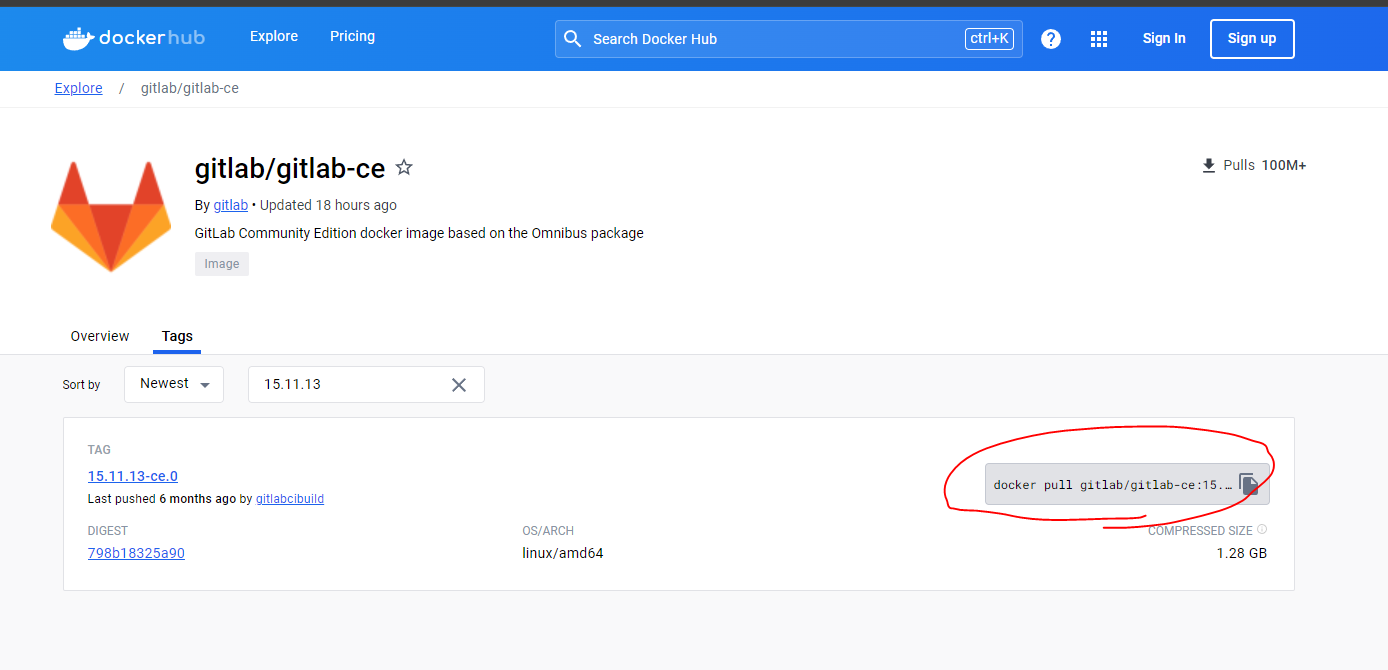 dockerhub Explore Pricing Search Docker Hub ctrl+K ? Sign In Sign up
Explore / gitlab/gitlab-ce
gitlab/gitlab-ce
Pulls 100M+
By gitlab • Updated 18 hours ago
GitLab Community Edition docker image based on the Omnibus package
Image
Overview Tags
Sort by Newest 15.11.13
TAG
15.11.13-ce.0
docker pull gitlab/gitlab-ce:15.…
Last pushed 6 months ago by gitlabcibuild
DIGEST OS/ARCH COMPRESSED SIZE
798b18325a90 linux/amd64 1.28 GB